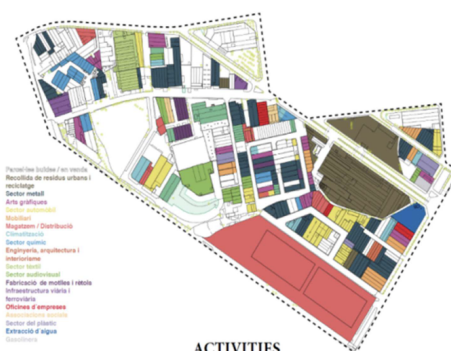 Parcel·les buides / en venda
Recollida de residus urbans i
reciclatge
Sector metall
Arts gràfiques
Sector automòbil
Mobiliari
Magatzem / Distribució
Climatització
Sector químic
Enginyeria, arquitectura i
interiorisme
Sector tèxtil
Sector audiovisual
Fabricació de motlles i rètols
Infraestructura viària i
ferroviària
Oficines d'empreses
Associacions socials
Sector del plàstic
Extracció d'aigua
Gasolinera
ACTIVITIES